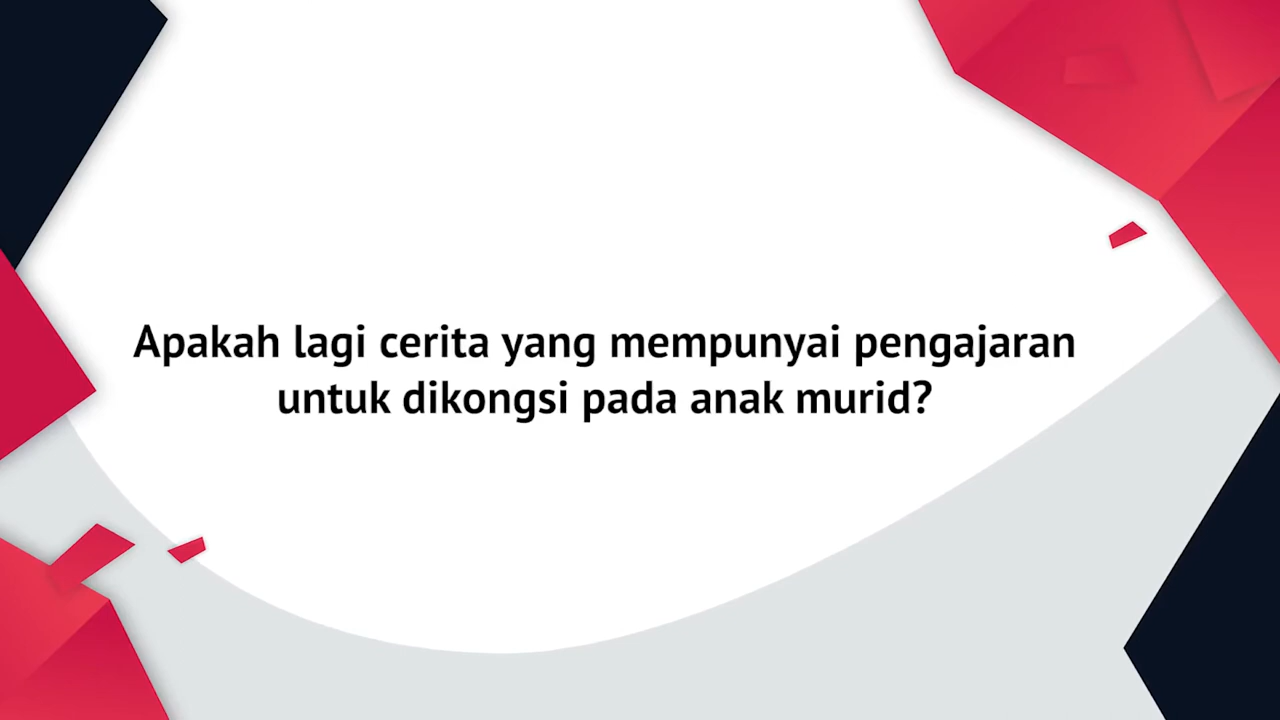 Apakah lagi cerita yang mempunyai pengajaran
untuk dikongsi pada anak murid?